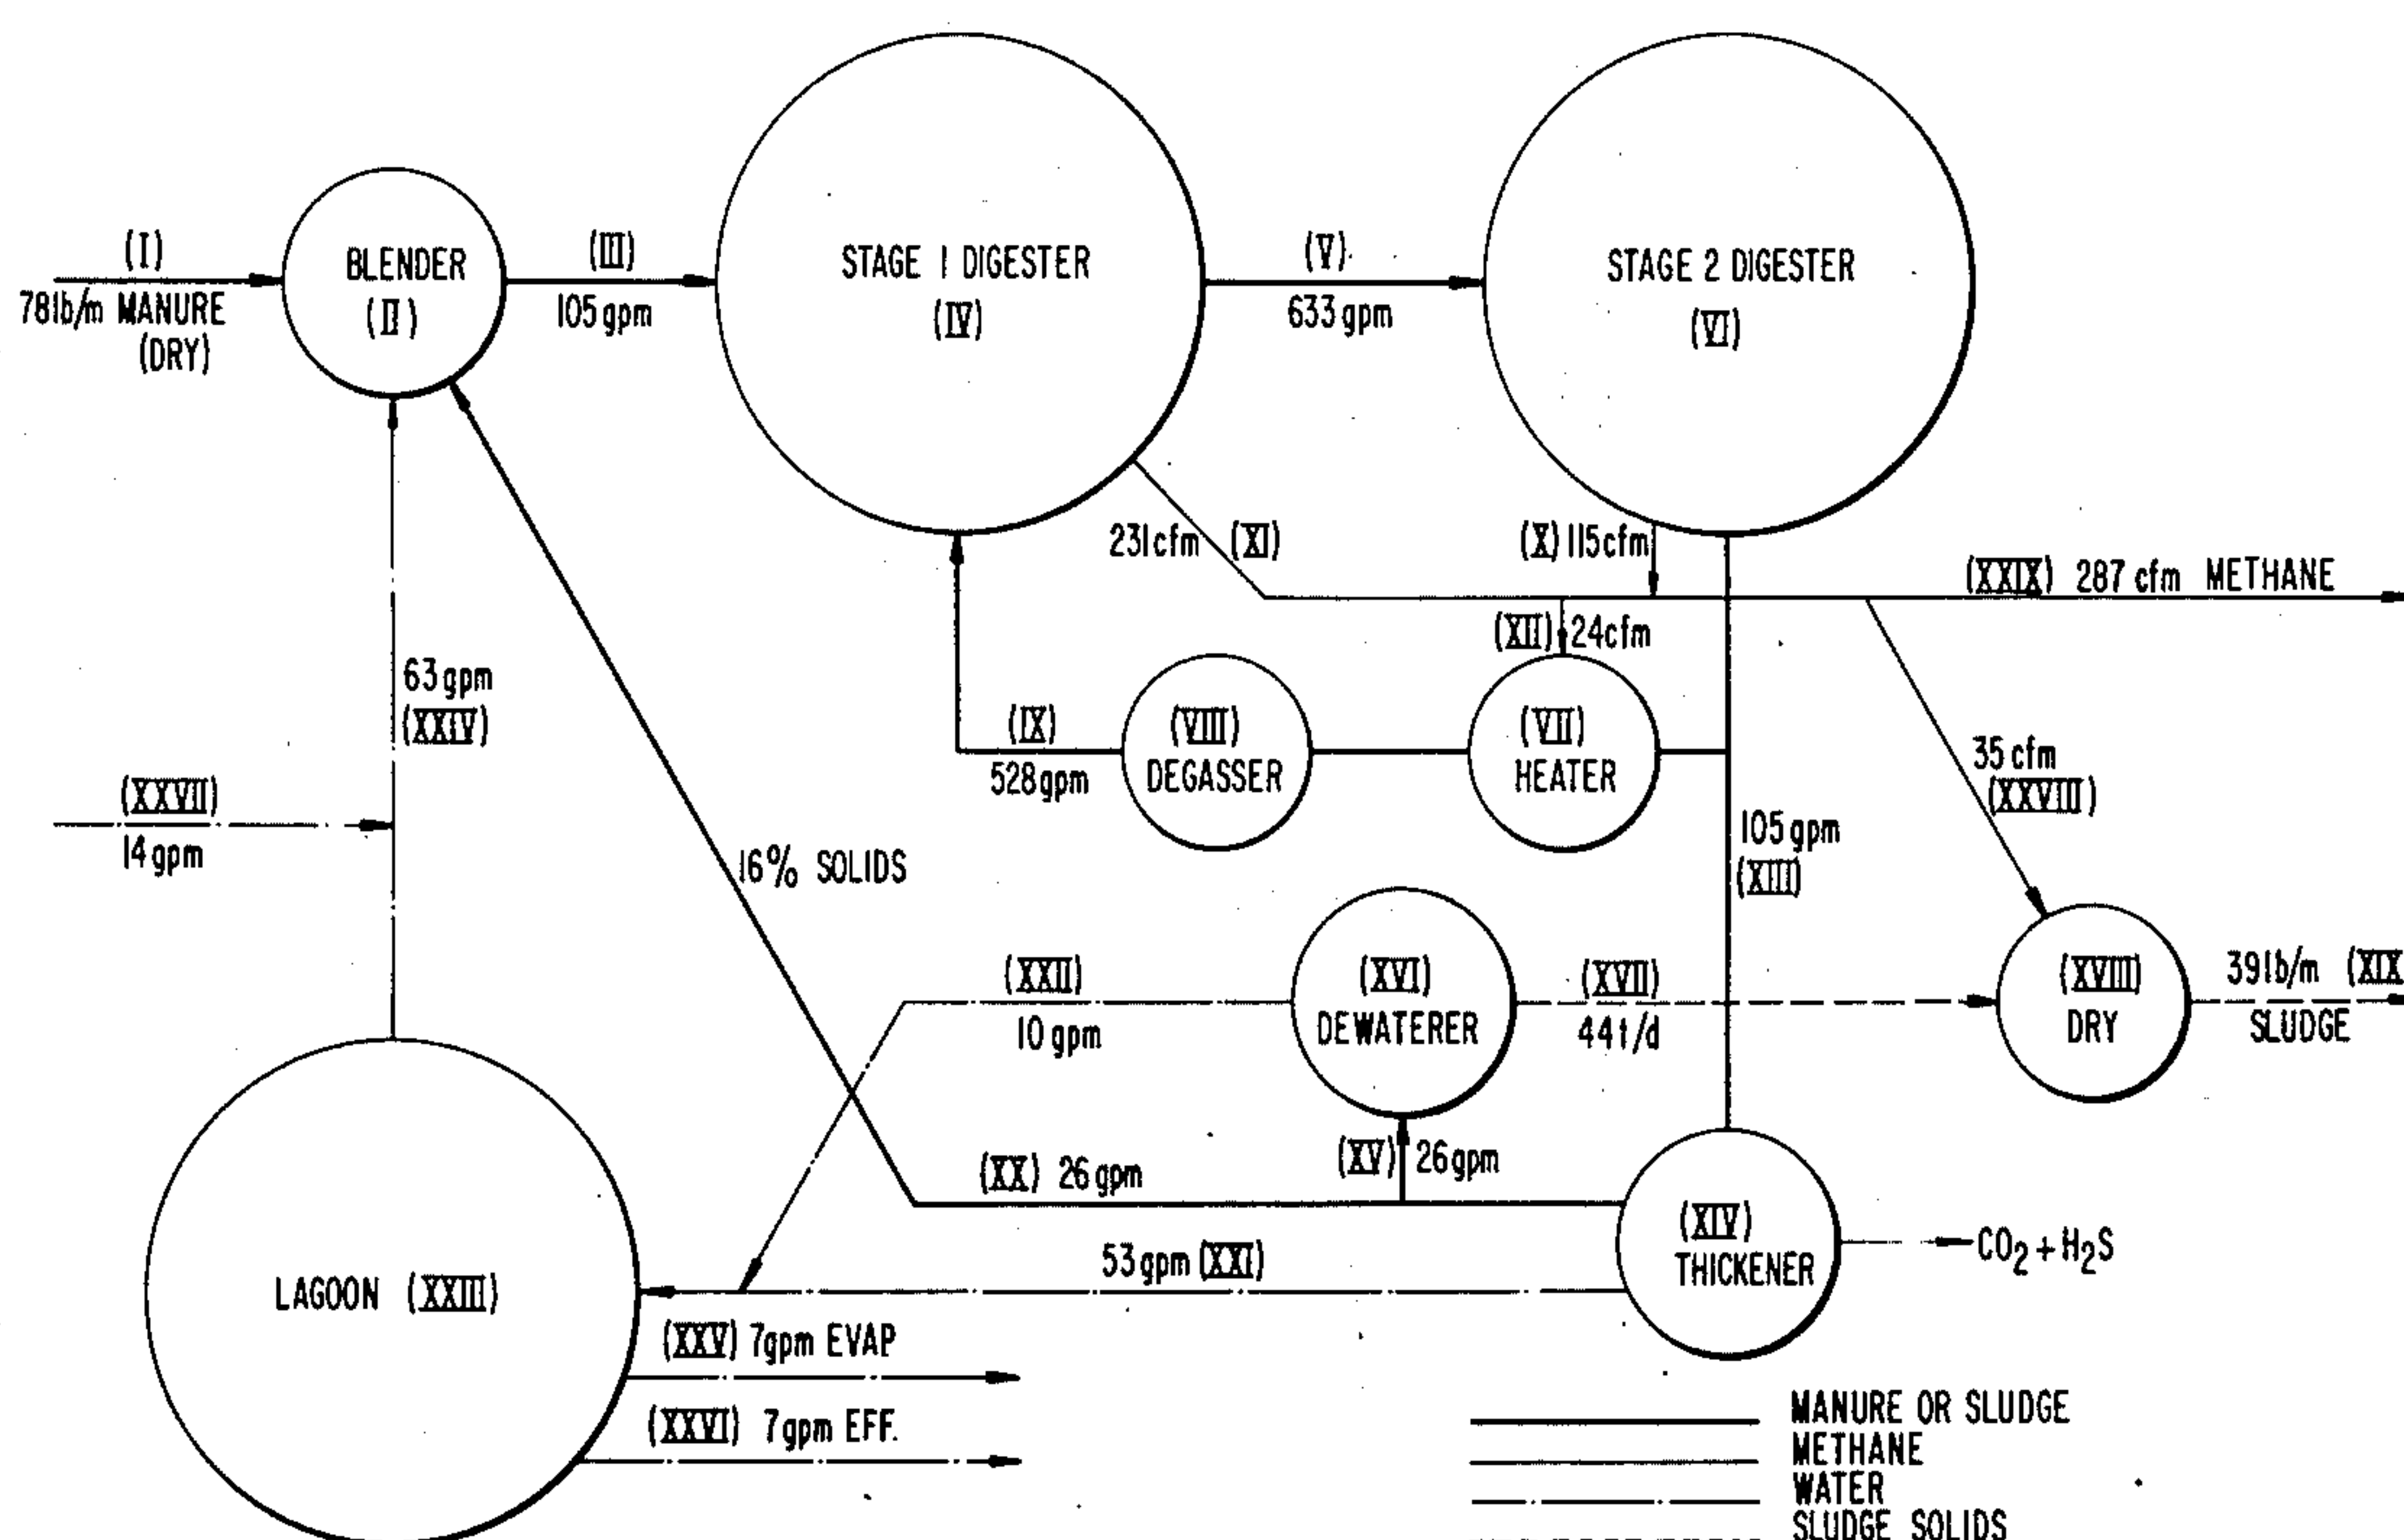 (I)
78lb/m MANURE
(DRY)
BLENDER
(II)
(III)
105gpm
STAGE 1 DIGESTER
(IV)
(V)
633gpm
STAGE 2 DIGESTER
(VI)
231cfm (XI)
(X) 115cfm
(XXIX) 287 cfm METHANE
(XII) 24cfm
63gpm
(XXIV)
(IX)
528gpm
(VIII)
DEGASSER
(VII)
HEATER
35 cfm
(XXVIII)
(XXVII)
14gpm
105gpm
(XIII)
16% SOLIDS
(XXII)
10gpm
(XVI)
DEWATERER
(XVII)
44t/d
(XVIII)
DRY
39lb/m (XIX
SLUDGE
(XV) 26gpm
(XX) 26gpm
(XIV)
THICKENER
CO2 + H2S
53gpm (XXI)
LAGOON (XXIII)
(XXV) 7gpm EVAP
(XXVI) 7gpm EFF.
MANURE OR SLUDGE
METHANE
WATER
SLUDGE SOLIDS